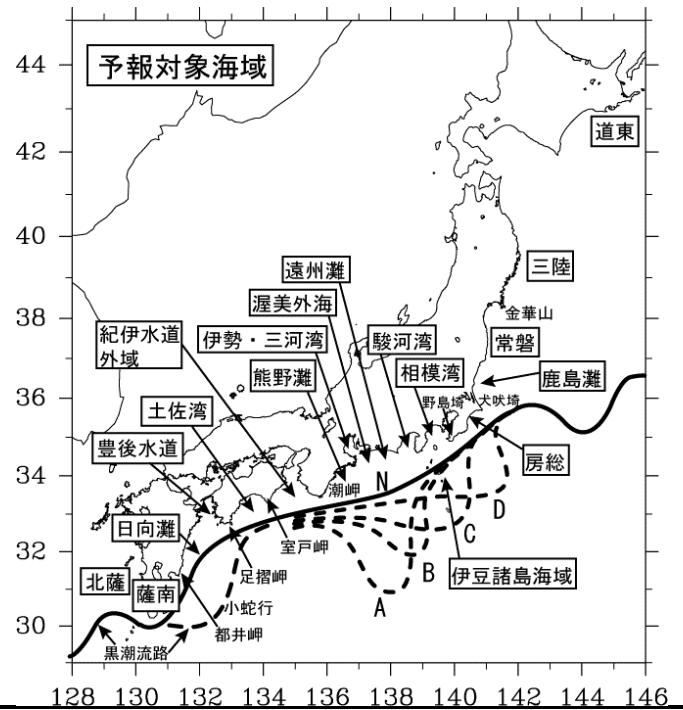 予報対象海域
44
42
40
38
36
34
32
30
128
130
132
134
136
138
140
142
144
146
道東
三陸
金華山
常磐
鹿島灘
犬吠埼
野島埼
房総
遠州灘
渥美外海
伊勢・三河湾
駿河湾
相模湾
熊野灘
紀伊水道
外域
土佐湾
豊後水道
日向灘
北薩
薩南
潮岬
室戸岬
足摺岬
小蛇行
都井岬
黒潮流路
伊豆諸島海域
N
A
B
C
D